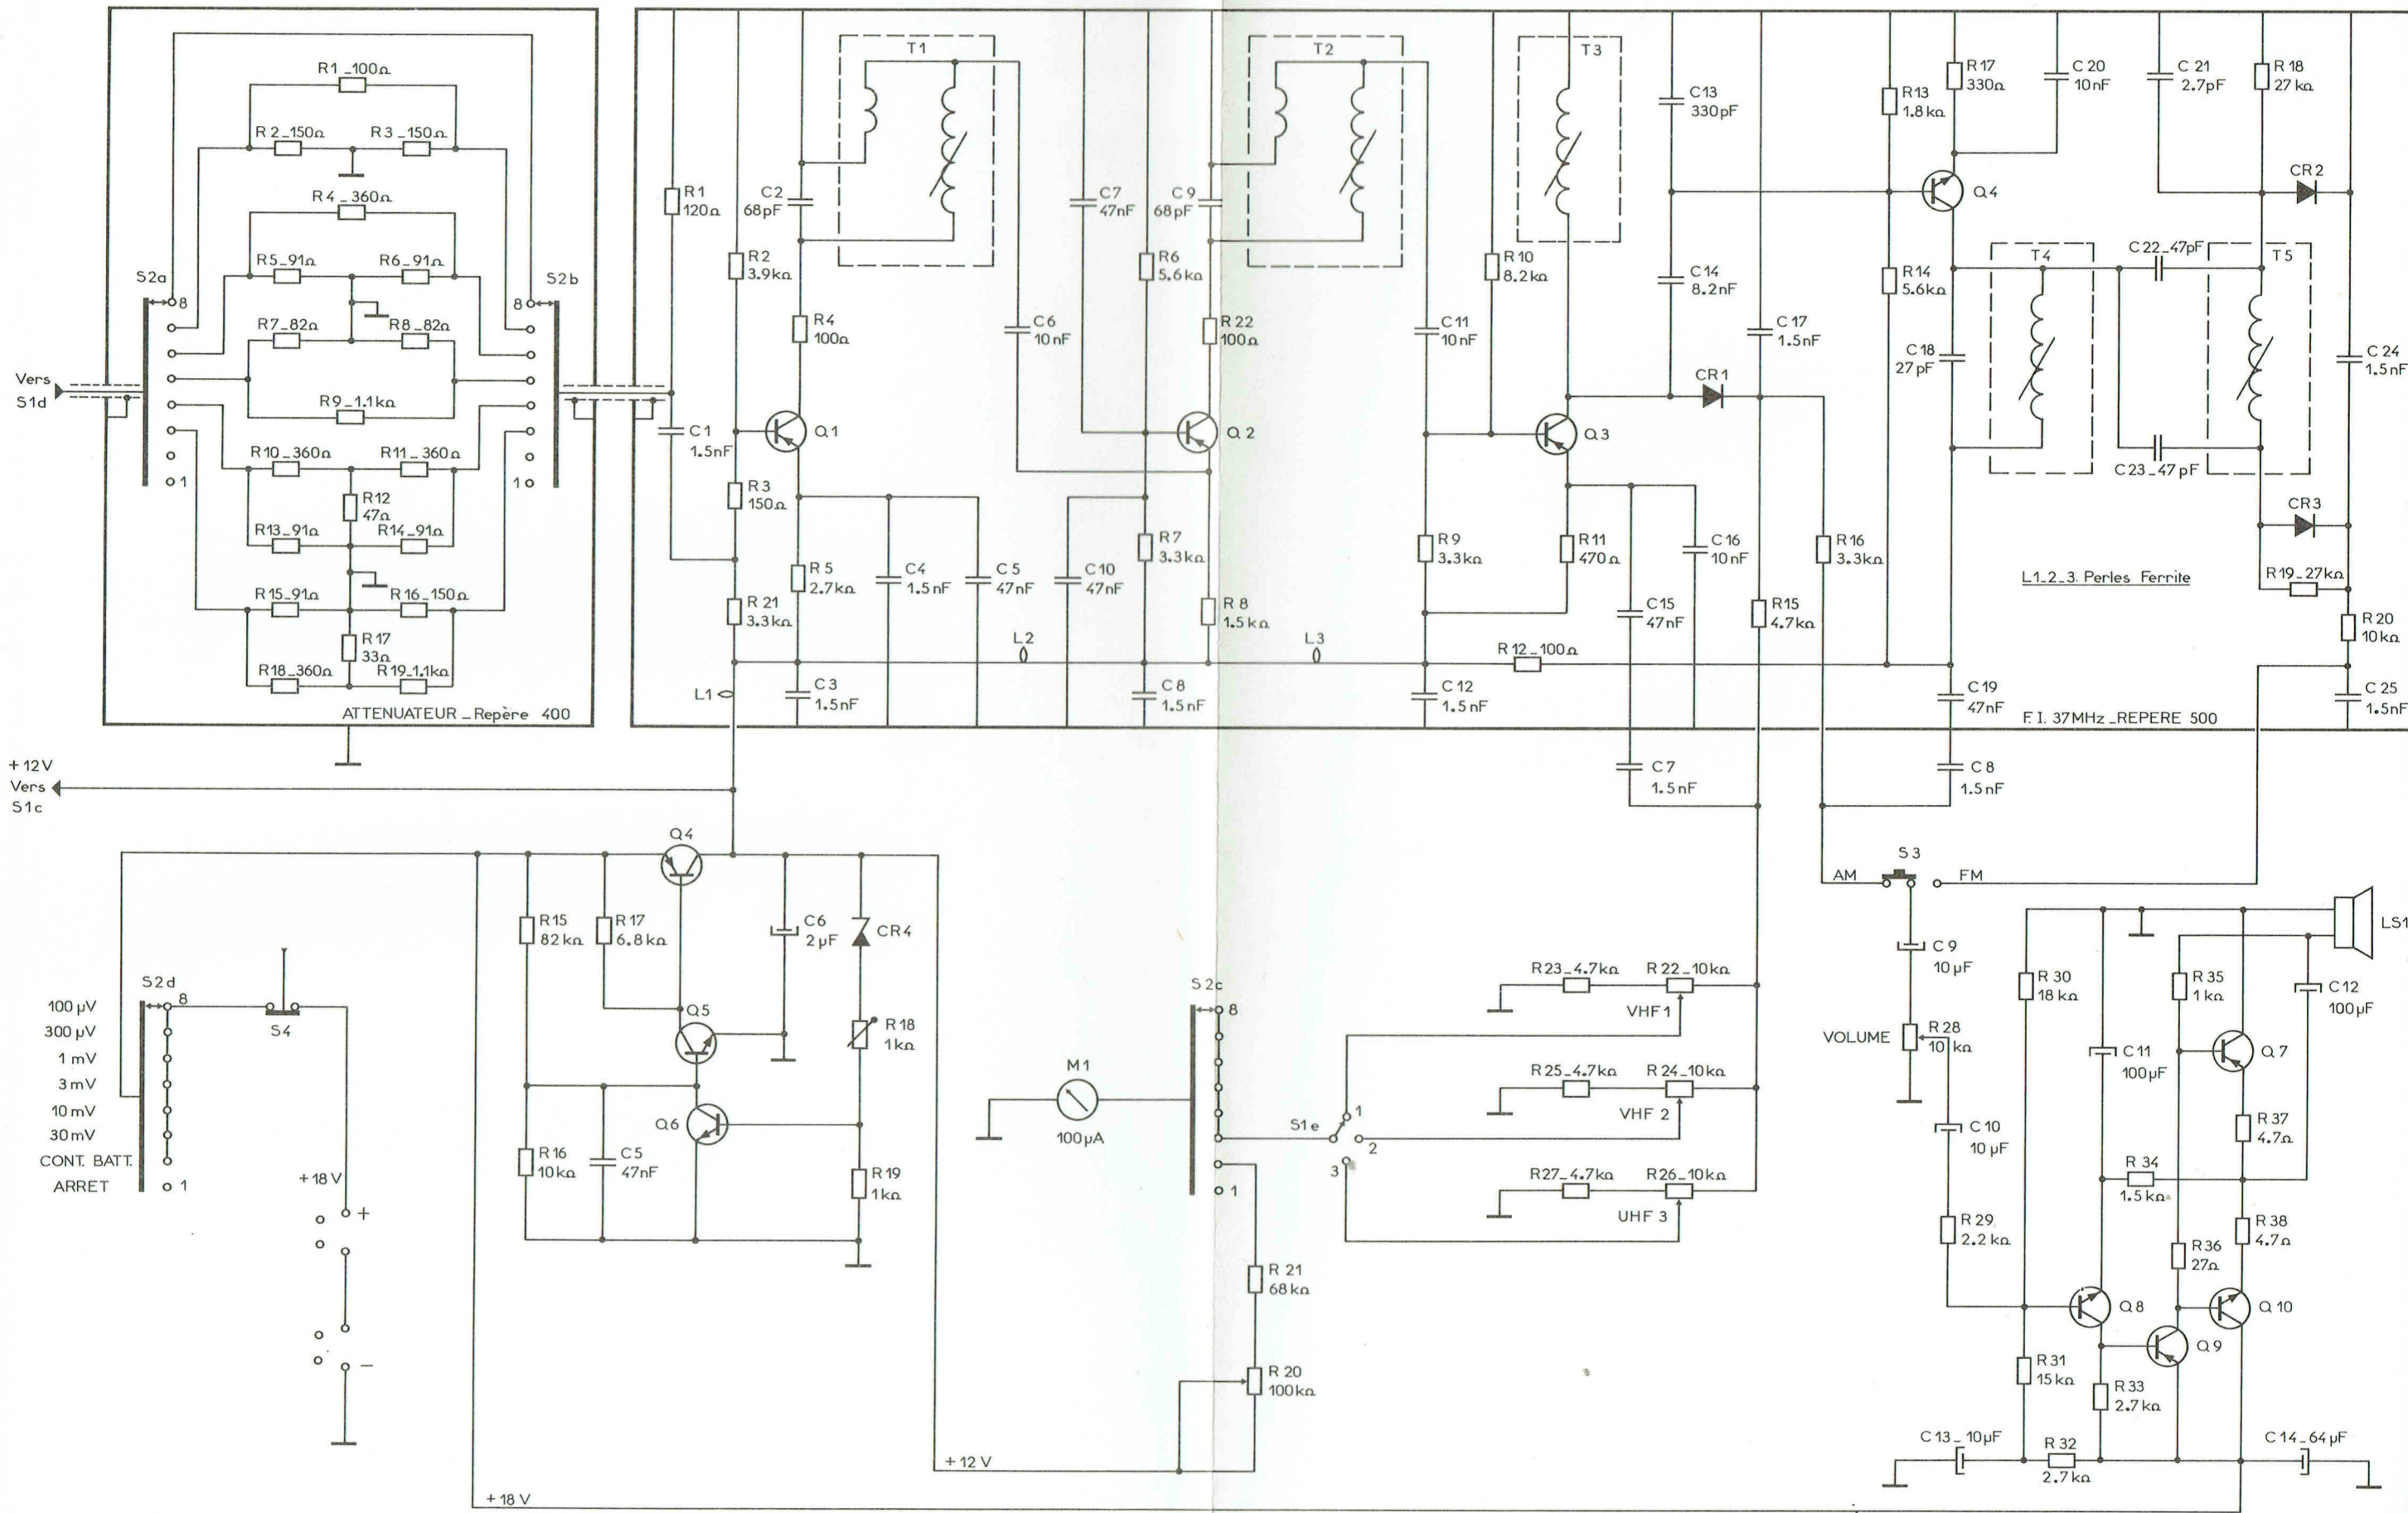 R1_100Ω
R2_150Ω
R3_150Ω
R4_360Ω
R5_91Ω
R6_91Ω
S2a
S2b
8
8
R7_82Ω
R8_82Ω
Vers
S1d
R9_1.1kΩ
R10_360Ω
R11_360Ω
1
1
R12
47Ω
R13_91Ω
R14_91Ω
R15_91Ω
R16_150Ω
R17
33Ω
R18_360Ω
R19_1.1kΩ
ATTENUATEUR_Repère 400
T1
T2
T3
R1
120Ω
C2
68pF
C7
47nF
C9
68pF
R2
3.9kΩ
R6
5.6kΩ
R4
100Ω
C6
10nF
R22
100Ω
C11
10nF
C1
1.5nF
Q1
Q2
Q3
R3
150Ω
R5
2.7kΩ
C4
1.5nF
C5
47nF
C10
47nF
R7
3.3kΩ
R21
3.3kΩ
R8
1.5kΩ
L1
L2
L3
C3
1.5nF
C8
1.5nF
C12
1.5nF
R9
3.3kΩ
R10
8.2kΩ
R11
470Ω
C16
10nF
C15
47nF
R12_100Ω
C13
330pF
C14
8.2nF
CR1
C17
1.5nF
R15
4.7kΩ
R16
3.3kΩ
R13
1.8kΩ
R14
5.6kΩ
R17
330Ω
C20
10nF
C21
2.7pF
R18
27kΩ
CR2
Q4
C22_47pF
T4
T5
C18
27pF
C23_47pF
C24
1.5nF
CR3
L1_2_3. Perles Ferrite
R19_27kΩ
R20
10kΩ
C19
47nF
C25
1.5nF
F.I. 37MHz_REPERE 500
C7
1.5nF
C8
1.5nF
+12V
Vers
S1c
Q4
R15
82kΩ
R17
6.8kΩ
C6
2µF
CR4
Q5
R18
1kΩ
Q6
R16
10kΩ
C5
47nF
R19
1kΩ
S2d
8
100µV
300µV
1mV
3mV
10mV
30mV
CONT. BATT.
ARRET
1
S4
+18V
+
−
M1
100µA
S2c
8
1
S1e
1
2
3
R23_4.7kΩ
R22_10kΩ
VHF1
R25_4.7kΩ
R24_10kΩ
VHF 2
R27_4.7kΩ
R26_10kΩ
UHF 3
R21
68kΩ
R20
100kΩ
+12V
+18V
AM
S3
FM
C9
10µF
VOLUME
R28
10kΩ
C10
10µF
R29
2.2kΩ
R30
18kΩ
C11
100µF
R35
1kΩ
LS1
C12
100µF
Q7
R37
4.7Ω
R34
1.5kΩ
R36
27Ω
R38
4.7Ω
Q8
Q9
Q10
R31
15kΩ
R33
2.7kΩ
C13_10µF
R32
2.7kΩ
C14_64µF